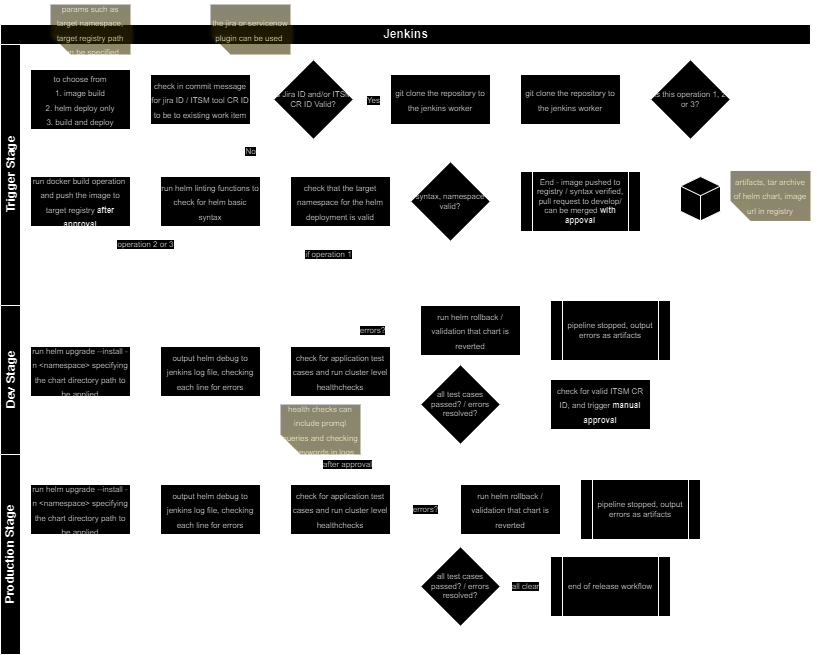 params such as
target namespace,
target registry path
can be specified
the jira or servicenow
plugin can be used
Jenkins
Trigger Stage
to choose from
1. image build
2. helm deploy only
3. build and deploy
check in commit message
for jira ID / ITSM tool CR ID
to be to existing work item
Jira ID and/or ITSM
CR ID Valid?
Yes
git clone the repository to
the jenkins worker
git clone the repository to
the jenkins worker
is this operation 1, 2
or 3?
No
run docker build operation
and push the image to
target registry after
approval
run helm linting functions to
check for helm basic
syntax
check that the target
namespace for the helm
deployment is valid
syntax, namespace
valid?
End - image pushed to
registry / syntax verified,
pull request to develop/
can be merged with
appoval
artifacts, tar archive
of helm chart, image
url in registry
operation 2 or 3
if operation 1
Dev Stage
run helm rollback /
validation that chart is
reverted
pipeline stopped, output
errors as artifacts
errors?
run helm upgrade --install -
n <namespace> specifying
the chart directory path to
be applied
output helm debug to
jenkins log file, checking
each line for errors
check for application test
cases and run cluster level
healthchecks
all test cases
passed? / errors
resolved?
check for valid ITSM CR
ID, and trigger manual
approval
health checks can
include promql
queries and checking
keywords in logs
after approval
Production Stage
run helm upgrade --install -
n <namespace> specifying
the chart directory path to
be applied
output helm debug to
jenkins log file, checking
each line for errors
check for application test
cases and run cluster level
healthchecks
errors?
run helm rollback /
validation that chart is
reverted
pipeline stopped, output
errors as artifacts
all test cases
passed? / errors
resolved?
all clear
end of release workflow